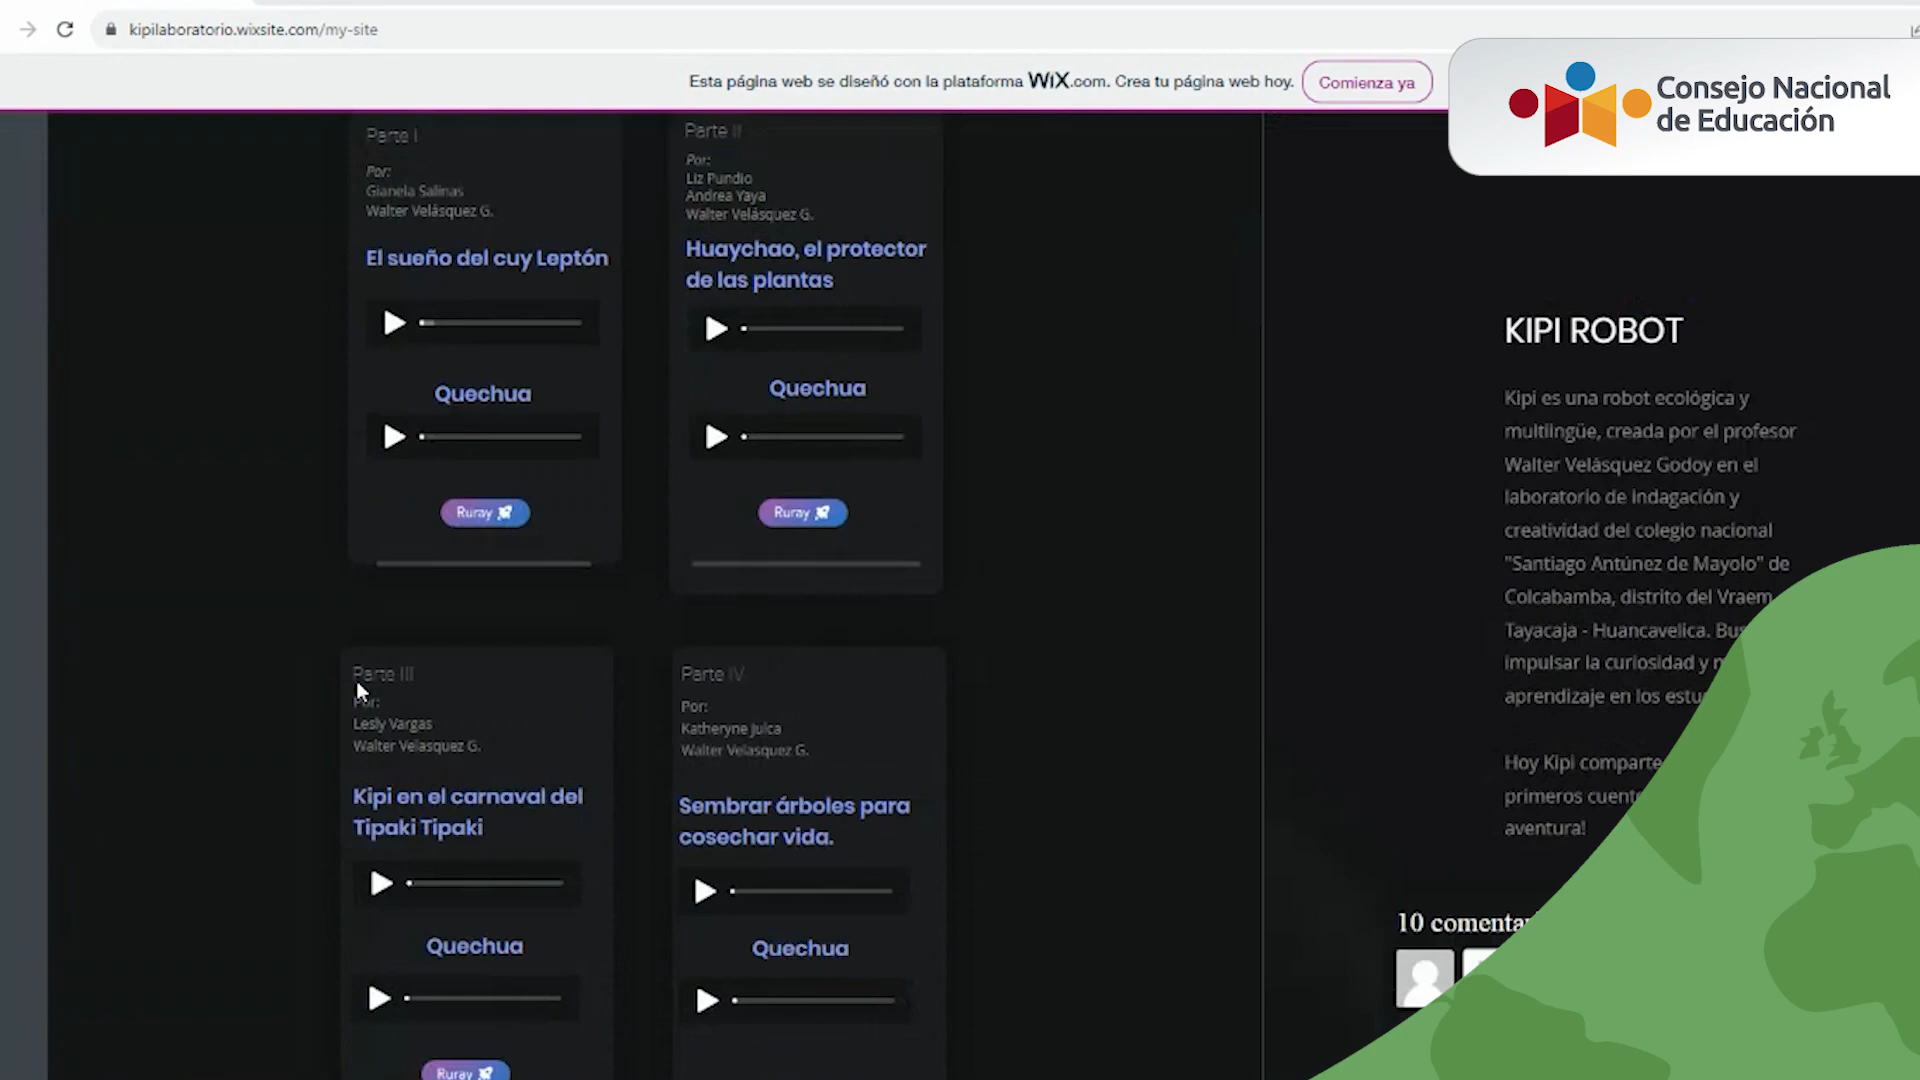 kipilaboratorio.wixsite.com/my-site
Esta página web se diseñó con la plataforma WiX.com. Crea tu página web hoy.
Comienza ya
Consejo Nacional
de Educación
Parte I
Por:
Gianela Salinas
Walter Velásquez G.
El sueño del cuy Leptón
Quechua
Ruray
Parte II
Por:
Liz Pundio
Andrea Yaya
Walter Velásquez G.
Huaychao, el protector
de las plantas
Quechua
Ruray
Parte III
Por:
Lesly Vargas
Walter Velasquez G.
Kipi en el carnaval del
Tipaki Tipaki
Quechua
Ruray
Parte IV
Por:
Katheryne Julca
Walter Velasquez G.
Sembrar árboles para
cosechar vida.
Quechua
KIPI ROBOT
Kipi es una robot ecológica y
multilingüe, creada por el profesor
Walter Velásquez Godoy en el
laboratorio de indagación y
creatividad del colegio nacional
"Santiago Antúnez de Mayolo" de
Colcabamba, distrito del Vraem
Tayacaja - Huancavelica.
impulsar la curiosidad y
aprendizaje en los
Hoy Kipi comparte
primeros
aventura!
10